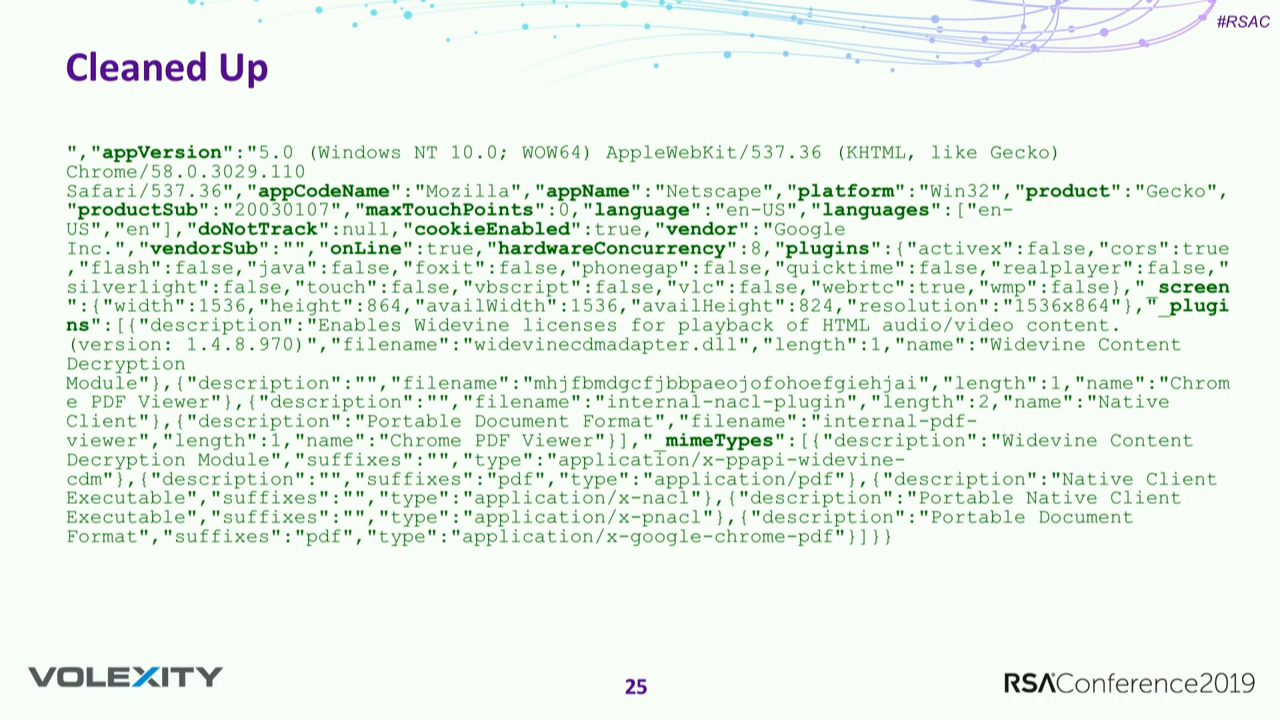 #RSAC
Cleaned Up
","appVersion":"5.0 (Windows NT 10.0; WOW64) AppleWebKit/537.36 (KHTML, like Gecko)
Chrome/58.0.3029.110
Safari/537.36","appCodeName":"Mozilla","appName":"Netscape","platform":"Win32","product":"Gecko",
"productSub":"20030107","maxTouchPoints":0,"language":"en-US","languages":["en-
US","en"],"doNotTrack":null,"cookieEnabled":true,"vendor":"Google
Inc.","vendorSub":"","onLine":true,"hardwareConcurrency":8,"plugins":{"activex":false,"cors":true
,"flash":false,"java":false,"foxit":false,"phonegap":false,"quicktime":false,"realplayer":false,"
silverlight":false,"touch":false,"vbscript":false,"vlc":false,"webrtc":true,"wmp":false},"_screen
":{"width":1536,"height":864,"availWidth":1536,"availHeight":824,"resolution":"1536x864"},"_plugi
ns":[{"description":"Enables Widevine licenses for playback of HTML audio/video content.
(version: 1.4.8.970)","filename":"widevinecdmadapter.dll","length":1,"name":"Widevine Content
Decryption
Module"},{"description":"","filename":"mhjfbmdgcfjbbpaeojofohoefgiehjai","length":1,"name":"Chrom
e PDF Viewer"},{"description":"","filename":"internal-nacl-plugin","length":2,"name":"Native
Client"},{"description":"Portable Document Format","filename":"internal-pdf-
viewer","length":1,"name":"Chrome PDF Viewer"}],"_mimeTypes":[{"description":"Widevine Content
Decryption Module","suffixes":"","type":"application/x-ppapi-widevine-
cdm"},{"description":"","suffixes":"pdf","type":"application/pdf"},{"description":"Native Client
Executable","suffixes":"","type":"application/x-nacl"},{"description":"Portable Native Client
Executable","suffixes":"","type":"application/x-pnacl"},{"description":"Portable Document
Format","suffixes":"pdf","type":"application/x-google-chrome-pdf"}]}}
VOLEXITY
25
RSAConference2019